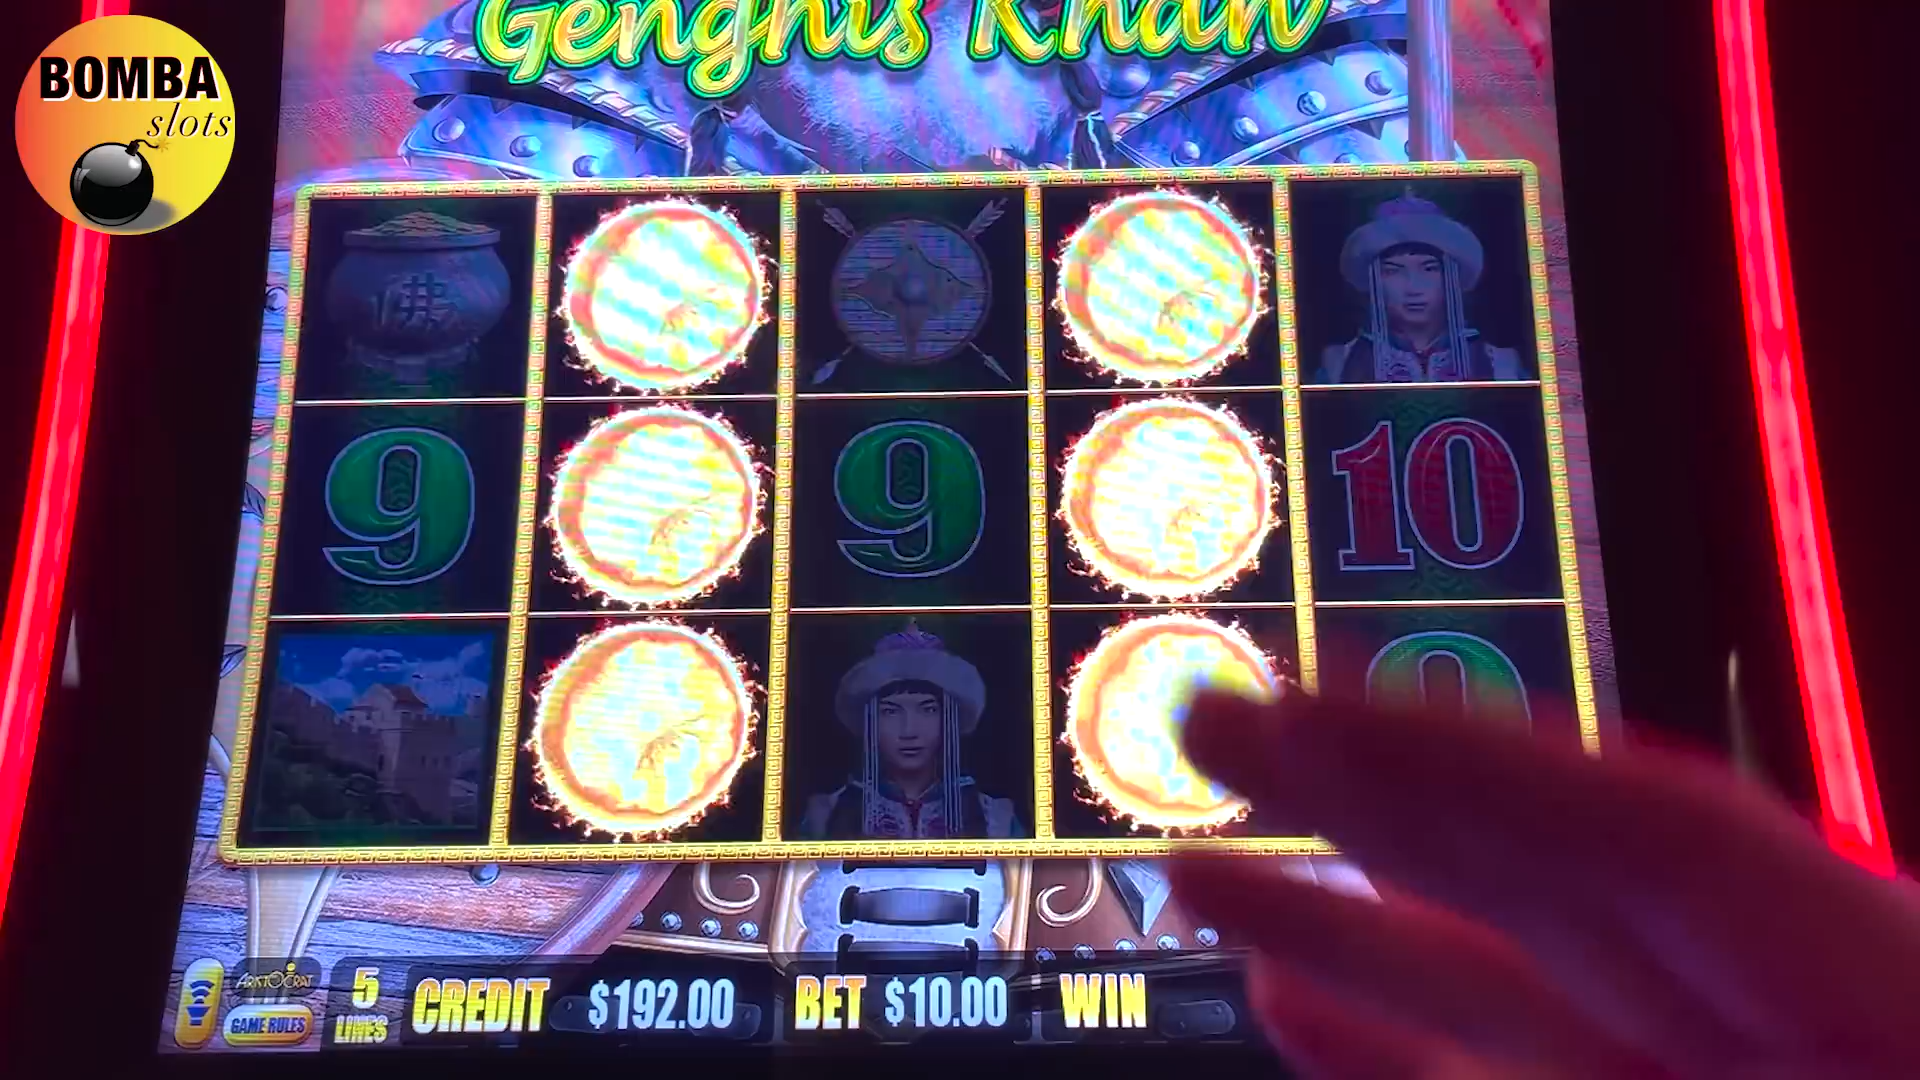 Genghis Khan
BOMBA
slots
佛
9
9
10
ARISTOCRAT
GAME RULES
5
LINES
CREDIT $192.00
BET $10.00
WIN